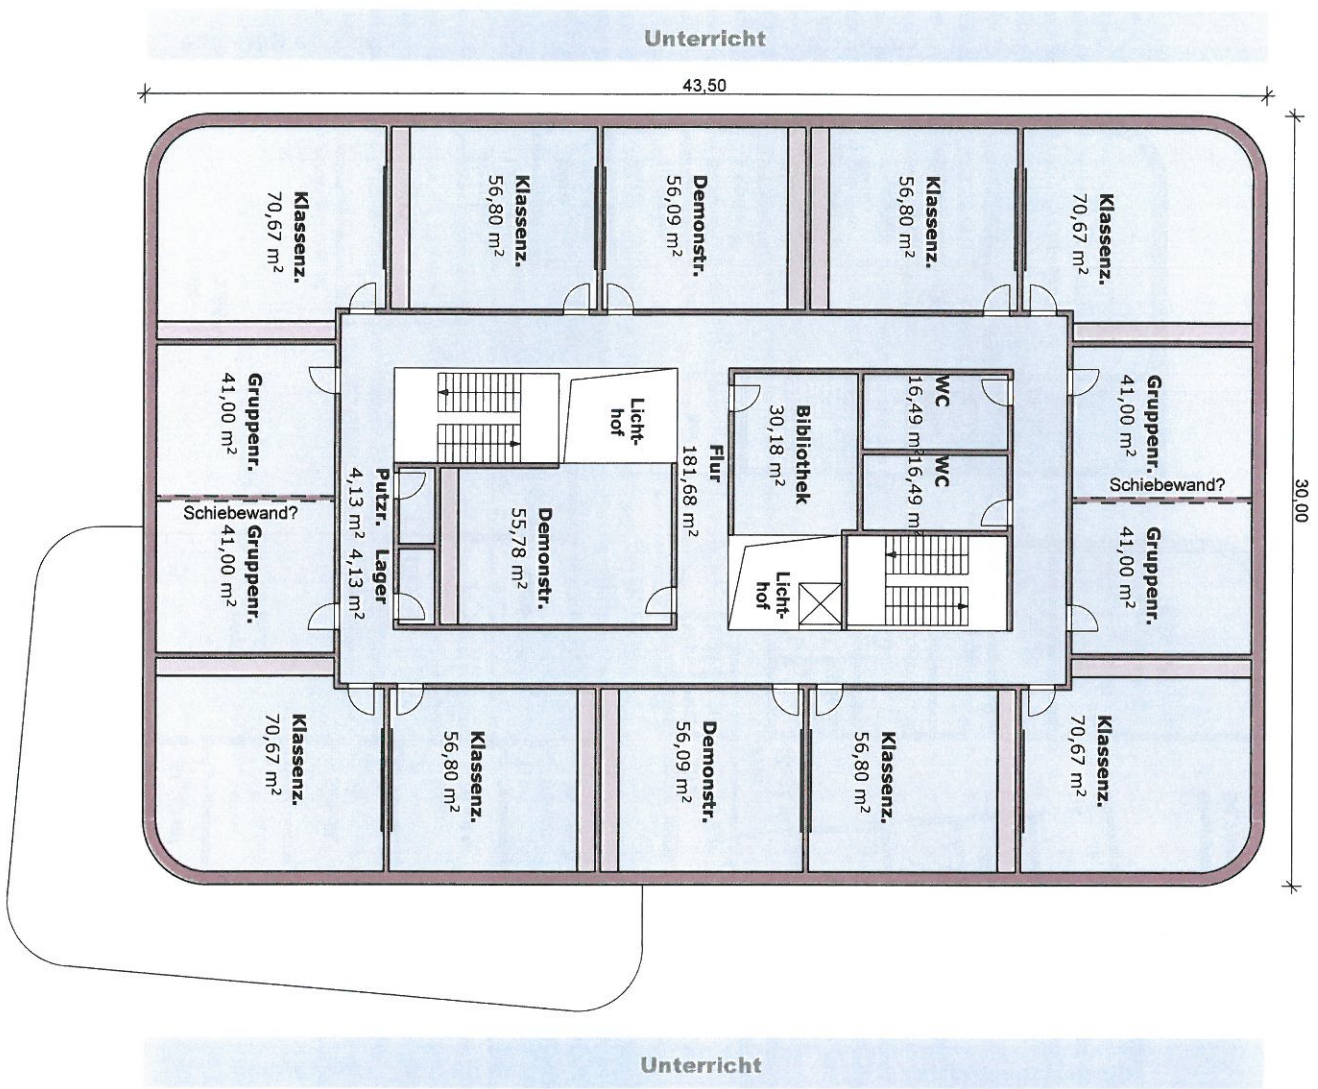 Unterricht
43,50
30,00
Klassenz.
70,67 m²
Klassenz.
56,80 m²
Demonstr.
56,09 m²
Klassenz.
56,80 m²
Klassenz.
70,67 m²
Gruppenr.
41,00 m²
Schiebewand?
Gruppenr.
41,00 m²
Licht-
hof
Flur
181,68 m²
Bibliothek
30,18 m²
WC
16,49 m²
WC
16,49 m²
Gruppenr.
41,00 m²
Schiebewand?
Gruppenr.
41,00 m²
Putzr.
4,13 m²
Lager
4,13 m²
Demonstr.
55,78 m²
Licht-
hof
Klassenz.
70,67 m²
Klassenz.
56,80 m²
Demonstr.
56,09 m²
Klassenz.
56,80 m²
Klassenz.
70,67 m²
Unterricht